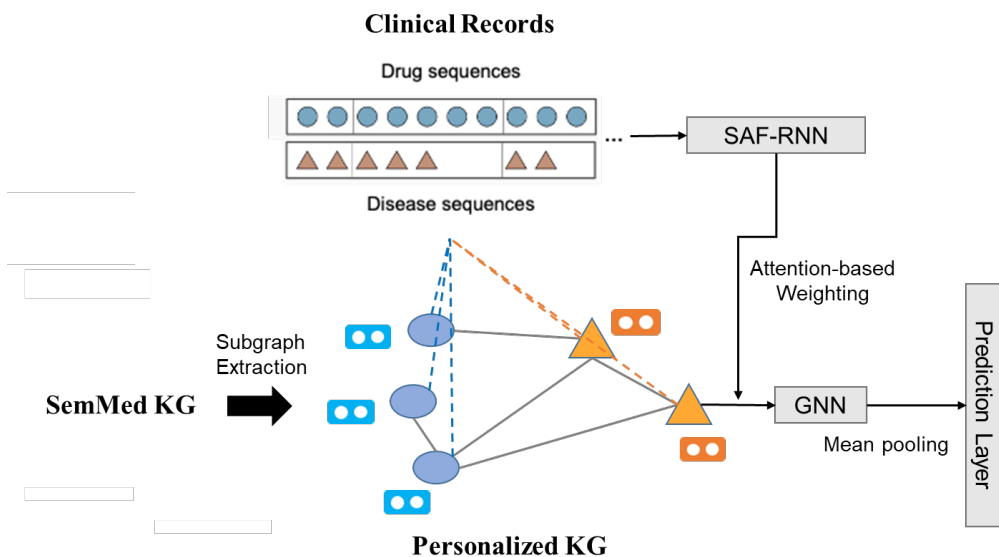 Clinical Records
Drug sequences
...
SAF-RNN
Disease sequences
Attention-based
Weighting
Subgraph
Extraction
SemMed KG
GNN
Mean pooling
Prediction Layer
Personalized KG